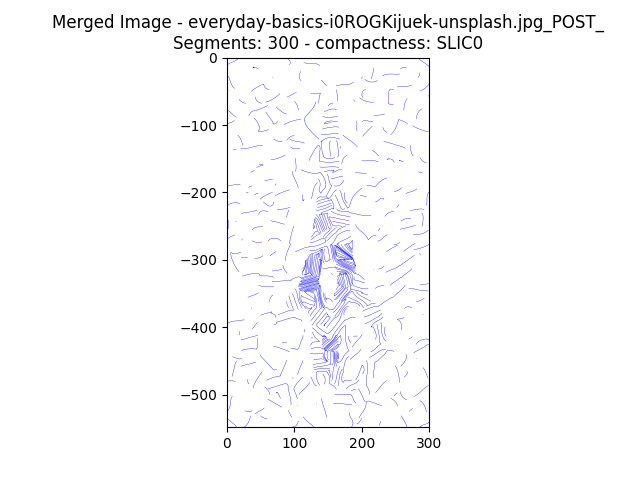 Merged Image - everyday-basics-i0ROGKijuek-unsplash.jpg_POST_
Segments: 300 - compactness: SLIC0
0
−100
−200
−300
−400
−500
0 100 200 300